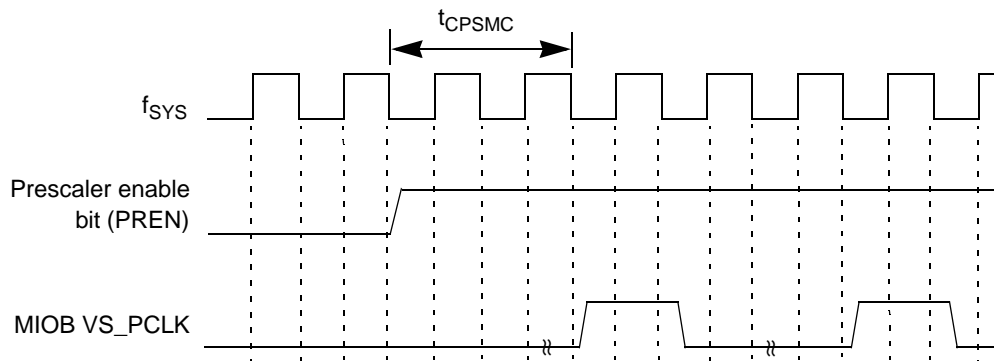 tCPSMC
fSYS
Prescaler enable
bit (PREN)
MIOB VS_PCLK